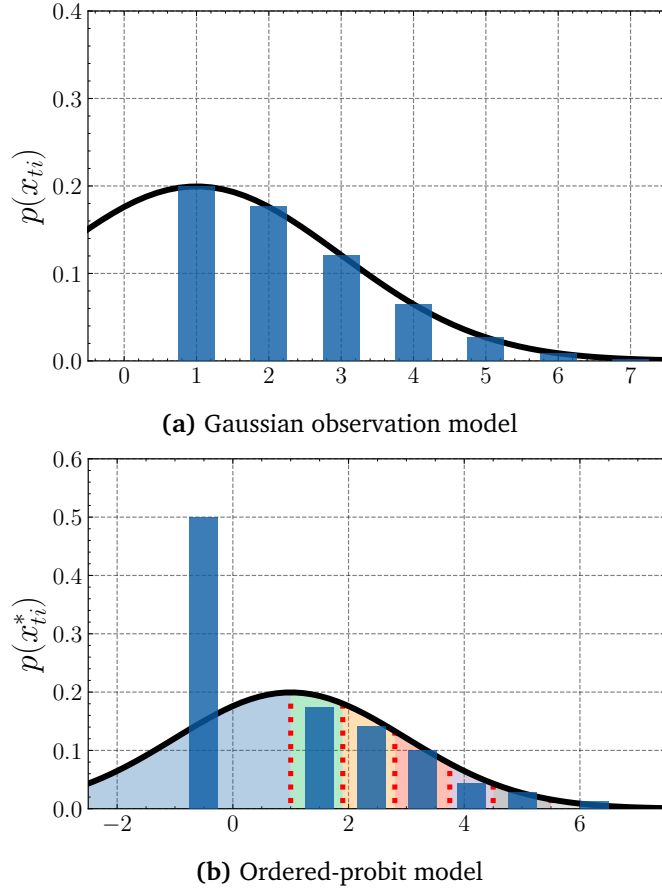 0.4
0.3
0.2
0.1
0.0
p(x_{ti})
0 1 2 3 4 5 6 7
(a) Gaussian observation model
0.6
0.5
0.4
0.3
0.2
0.1
0.0
p(x^*_{ti})
−2 0 2 4 6
(b) Ordered-probit model